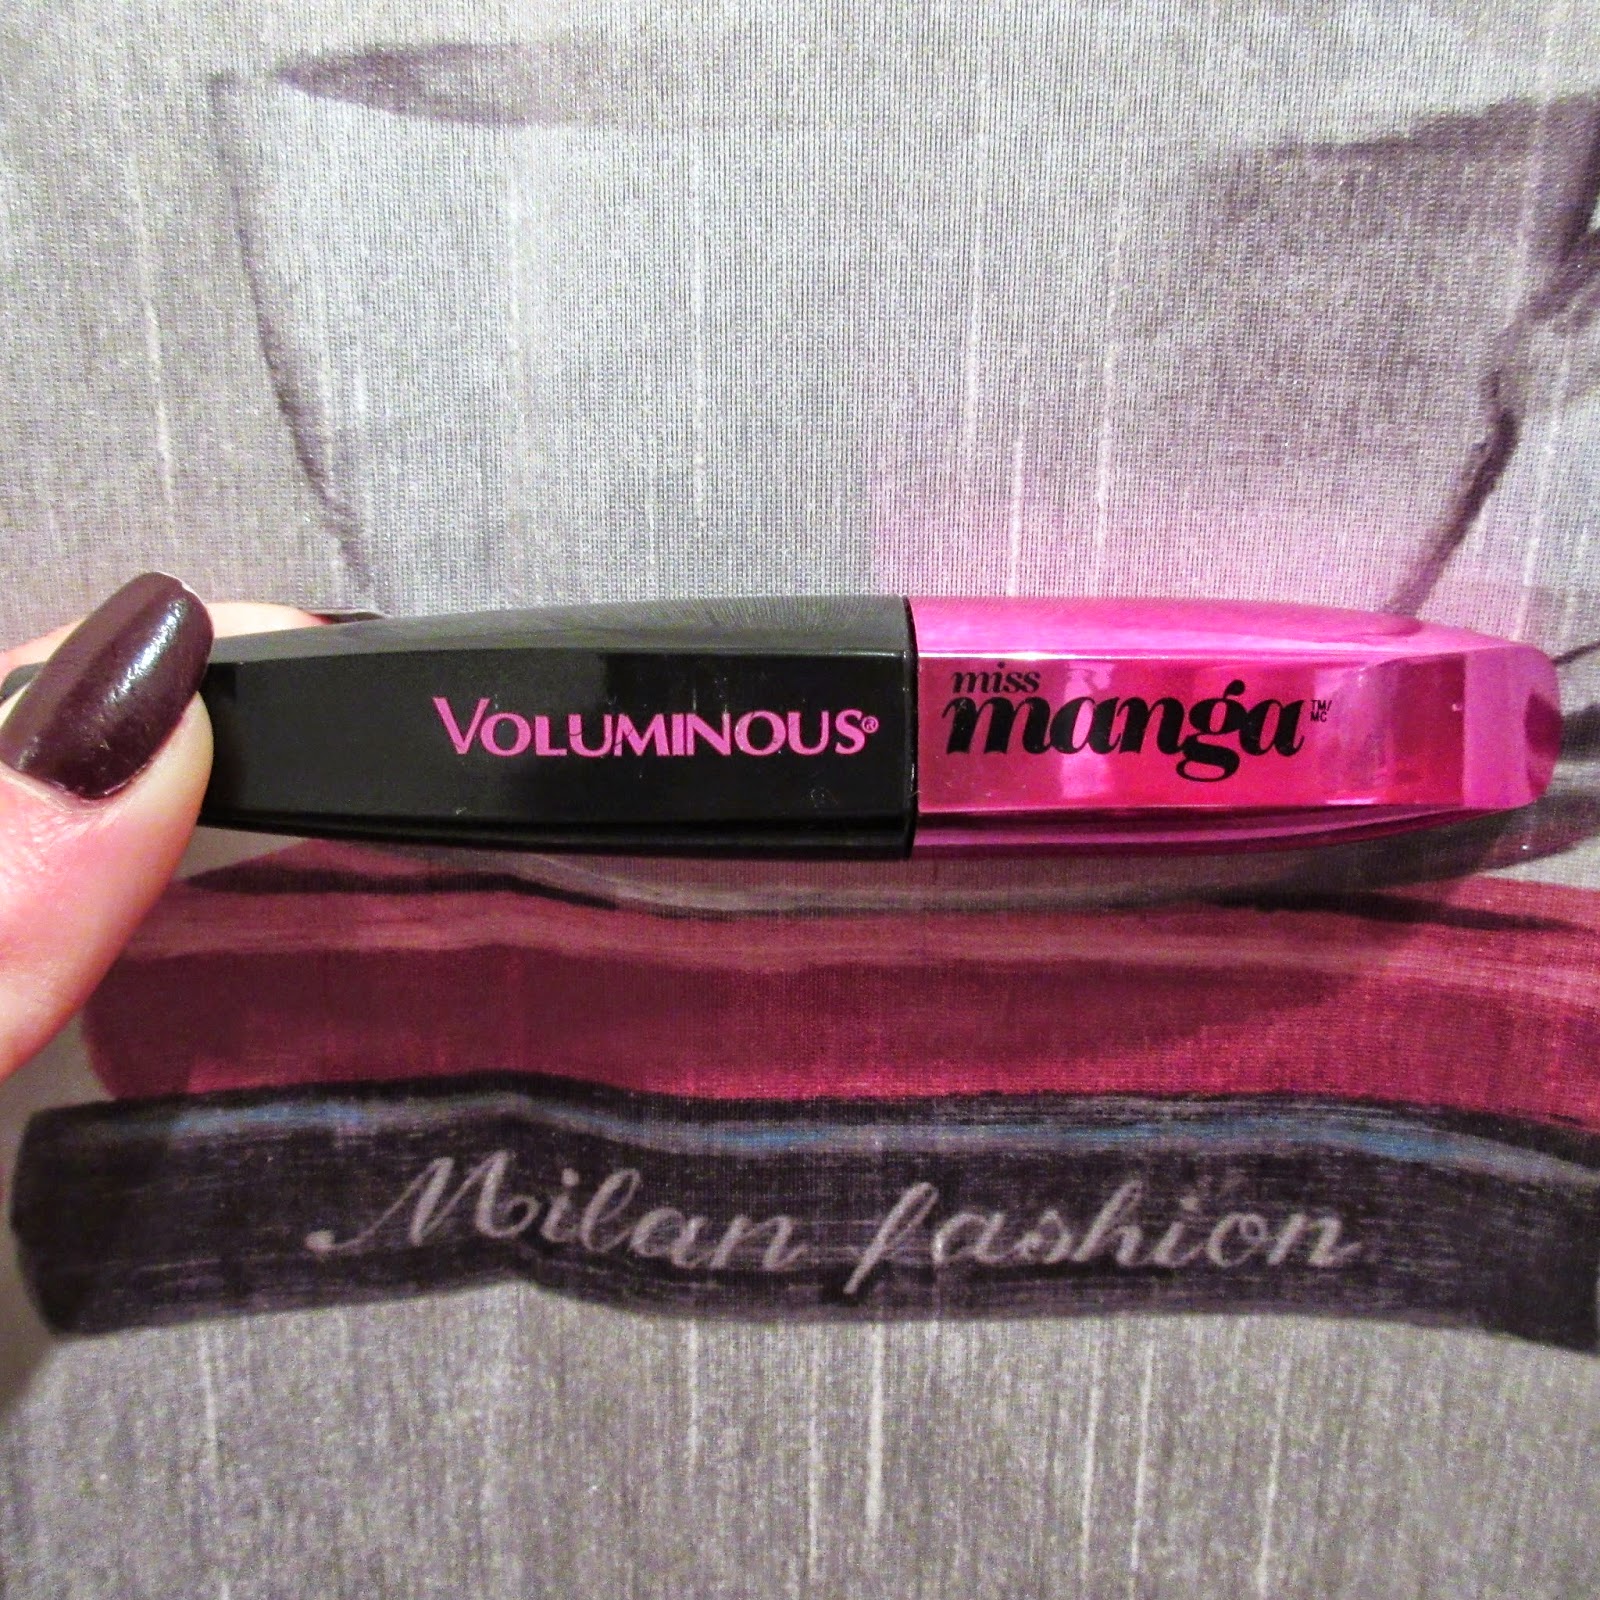 VOLUMINOUS®
miss
manga TM/
MC
Milan fashion